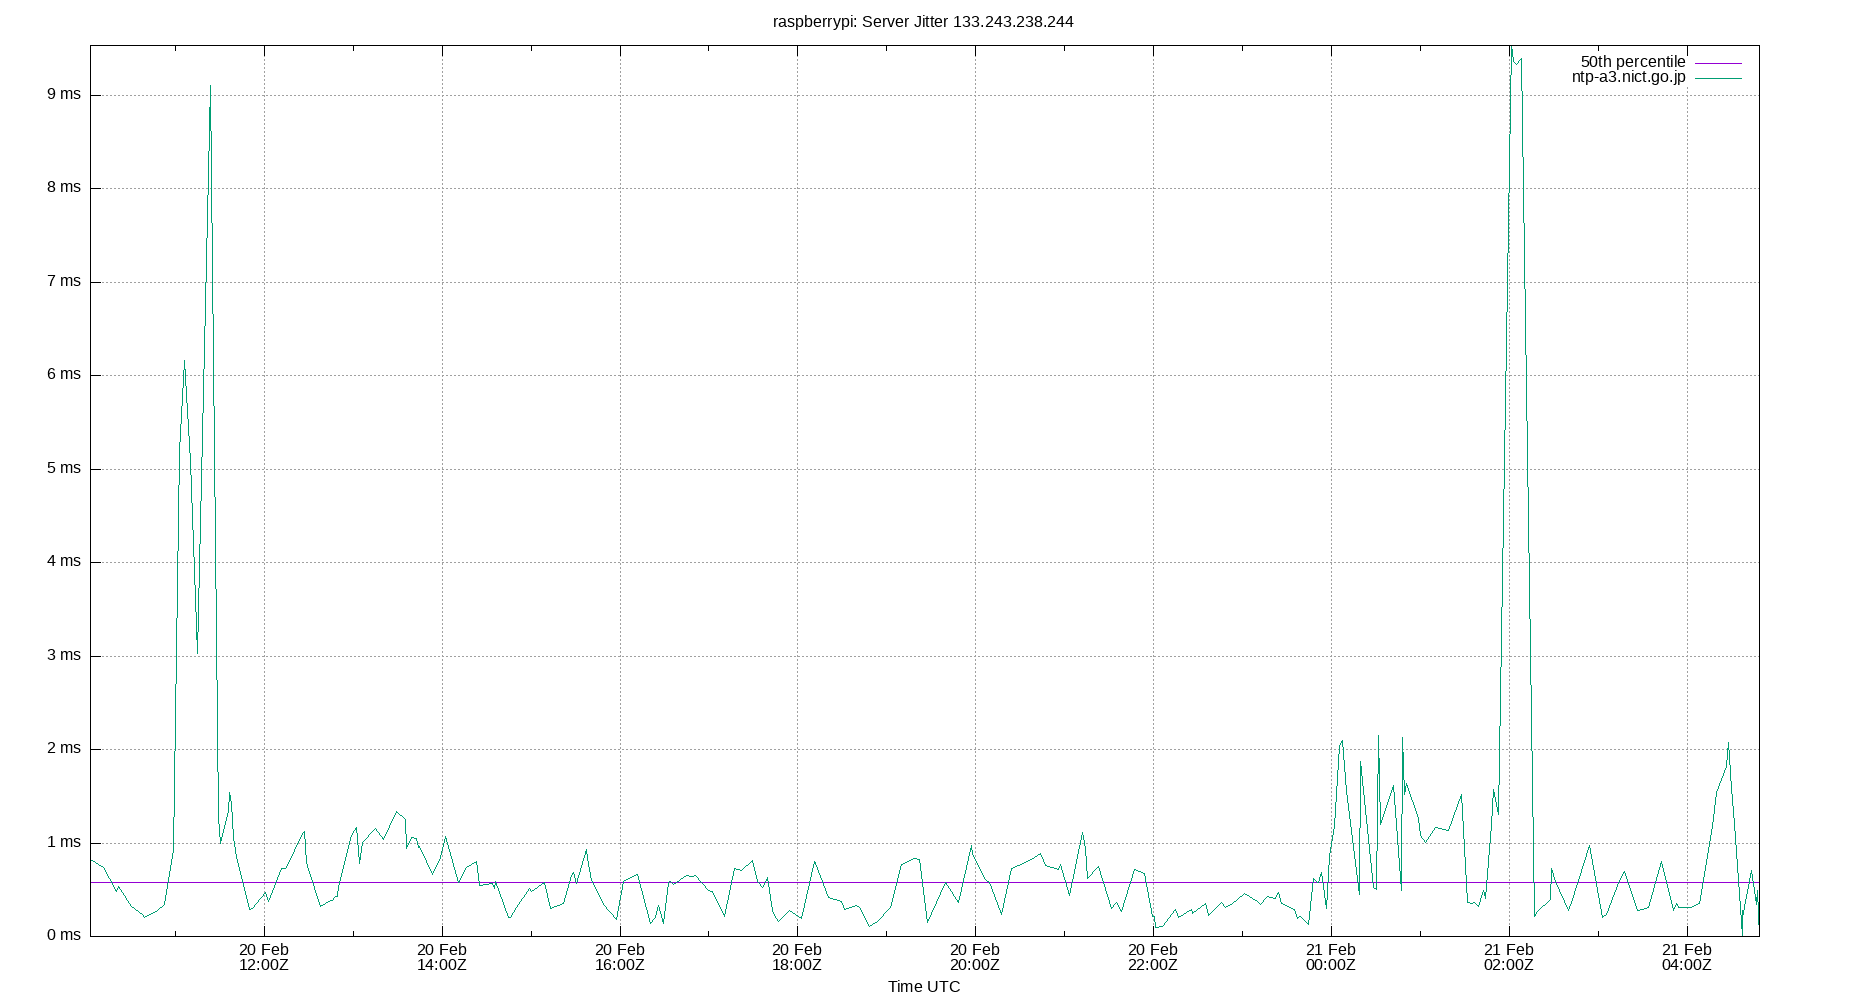 raspberrypi: Server Jitter 133.243.238.244
50th percentile
ntp-a3.nict.go.jp
9 ms
8 ms
7 ms
6 ms
5 ms
4 ms
3 ms
2 ms
1 ms
0 ms
20 Feb 20 Feb 20 Feb 20 Feb 20 Feb 20 Feb 21 Feb 21 Feb 21 Feb
12:00Z 14:00Z 16:00Z 18:00Z 20:00Z 22:00Z 00:00Z 02:00Z 04:00Z
Time UTC